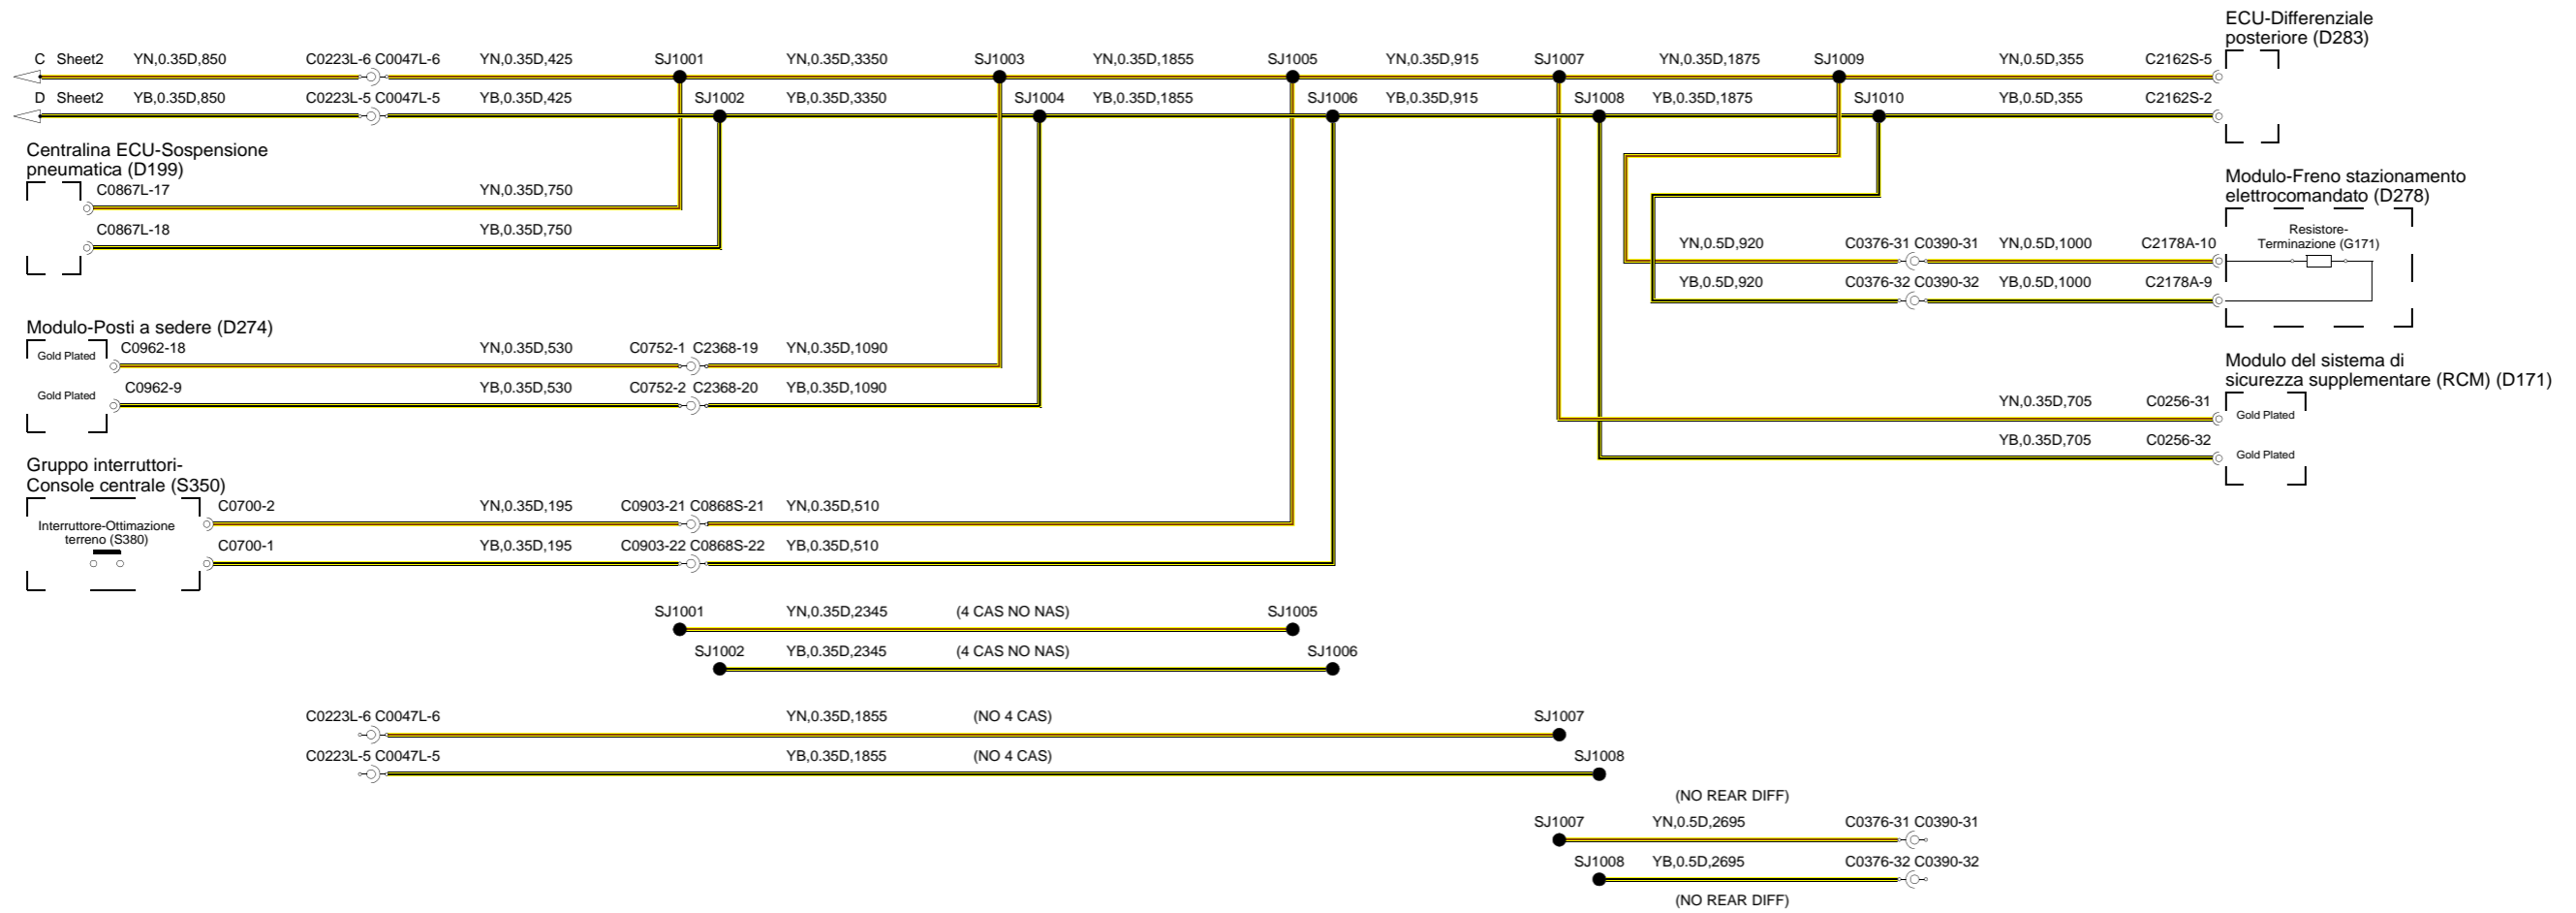 ECU-Differenziale
posteriore (D283)
C Sheet2 YN,0.35D,850 C0223L-6 C0047L-6 YN,0.35D,425 SJ1001 YN,0.35D,3350 SJ1003 YN,0.35D,1855 SJ1005 YN,0.35D,915 SJ1007 YN,0.35D,1875 SJ1009 YN,0.5D,355 C2162S-5
D Sheet2 YB,0.35D,850 C0223L-5 C0047L-5 YB,0.35D,425 SJ1002 YB,0.35D,3350 SJ1004 YB,0.35D,1855 SJ1006 YB,0.35D,915 SJ1008 YB,0.35D,1875 SJ1010 YB,0.5D,355 C2162S-2
Centralina ECU-Sospensione
pneumatica (D199)
C0867L-17 YN,0.35D,750
C0867L-18 YB,0.35D,750
Modulo-Freno stazionamento
elettrocomandato (D278)
Resistore-
Terminazione (G171)
YN,0.5D,920 C0376-31 C0390-31 YN,0.5D,1000 C2178A-10
YB,0.5D,920 C0376-32 C0390-32 YB,0.5D,1000 C2178A-9
Modulo-Posti a sedere (D274)
Gold Plated C0962-18 YN,0.35D,530 C0752-1 C2368-19 YN,0.35D,1090
Gold Plated C0962-9 YB,0.35D,530 C0752-2 C2368-20 YB,0.35D,1090
Modulo del sistema di
sicurezza supplementare (RCM) (D171)
YN,0.35D,705 C0256-31 Gold Plated
YB,0.35D,705 C0256-32 Gold Plated
Gruppo interruttori-
Console centrale (S350)
C0700-2 YN,0.35D,195 C0903-21 C0868S-21 YN,0.35D,510
Interruttore-Ottimazione
terreno (S380)
C0700-1 YB,0.35D,195 C0903-22 C0868S-22 YB,0.35D,510
SJ1001 YN,0.35D,2345 (4 CAS NO NAS) SJ1005
SJ1002 YB,0.35D,2345 (4 CAS NO NAS) SJ1006
C0223L-6 C0047L-6 YN,0.35D,1855 (NO 4 CAS) SJ1007
C0223L-5 C0047L-5 YB,0.35D,1855 (NO 4 CAS) SJ1008
(NO REAR DIFF)
SJ1007 YN,0.5D,2695 C0376-31 C0390-31
SJ1008 YB,0.5D,2695 C0376-32 C0390-32
(NO REAR DIFF)